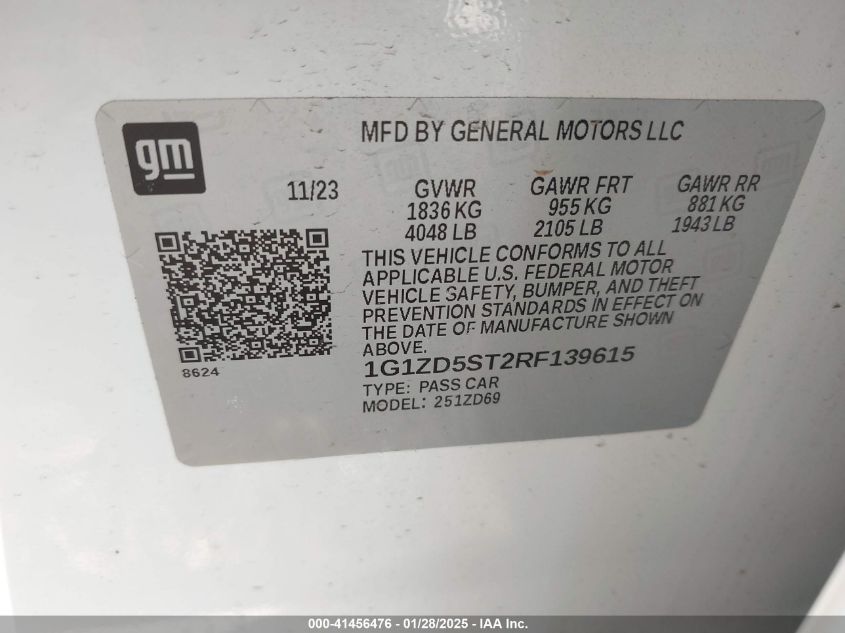 gm
MFD BY GENERAL MOTORS LLC
11/23 GVWR GAWR FRT GAWR RR
1836 KG 955 KG 881 KG
4048 LB 2105 LB 1943 LB
THIS VEHICLE CONFORMS TO ALL
APPLICABLE U.S. FEDERAL MOTOR
VEHICLE SAFETY, BUMPER, AND THEFT
PREVENTION STANDARDS IN EFFECT ON
THE DATE OF MANUFACTURE SHOWN
ABOVE.
8624
1G1ZD5ST2RF139615
TYPE: PASS CAR
MODEL: 251ZD69
000-41456476 - 01/28/2025 - IAA Inc.